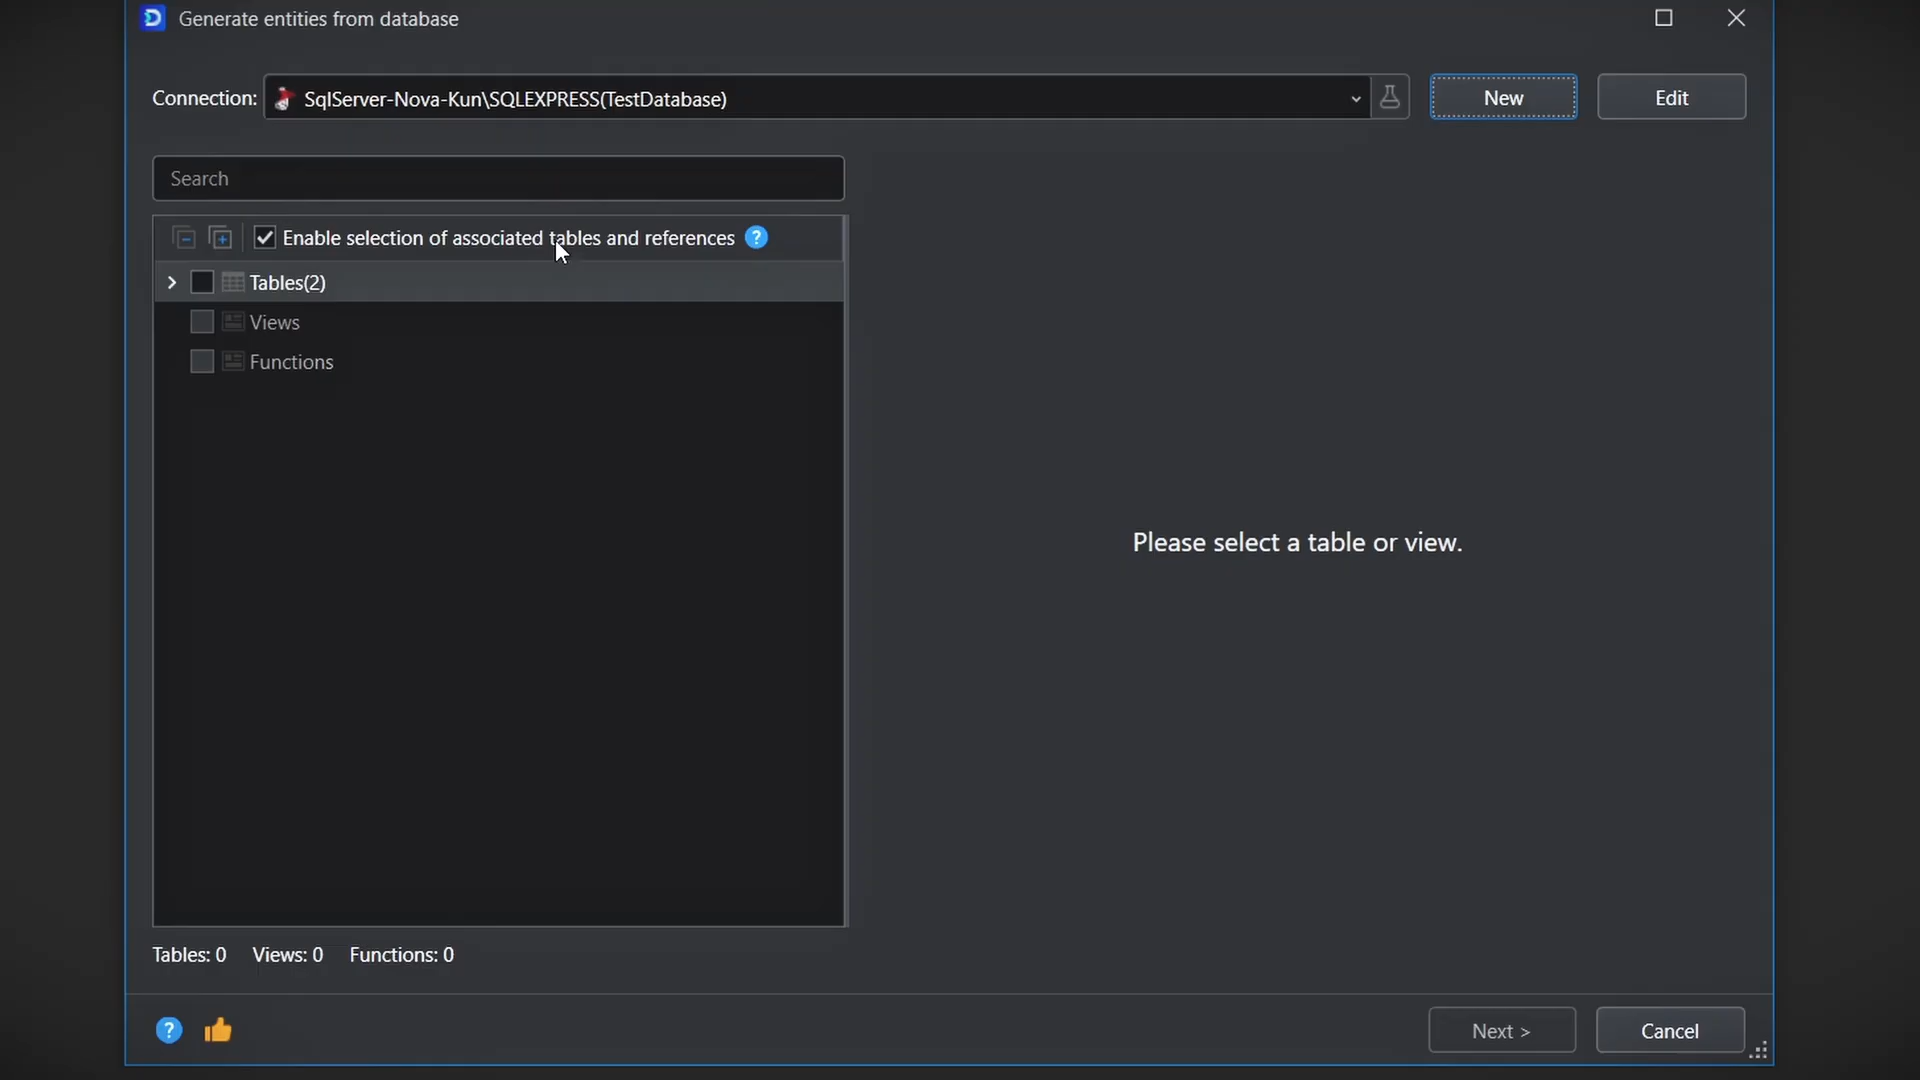 Generate entities from database
Connection: SqlServer-Nova-Kun\SQLEXPRESS(TestDatabase)
New
Edit
Search
Enable selection of associated tables and references ?
Tables(2)
Views
Functions
Please select a table or view.
Tables: 0 Views: 0 Functions: 0
?
Next >
Cancel